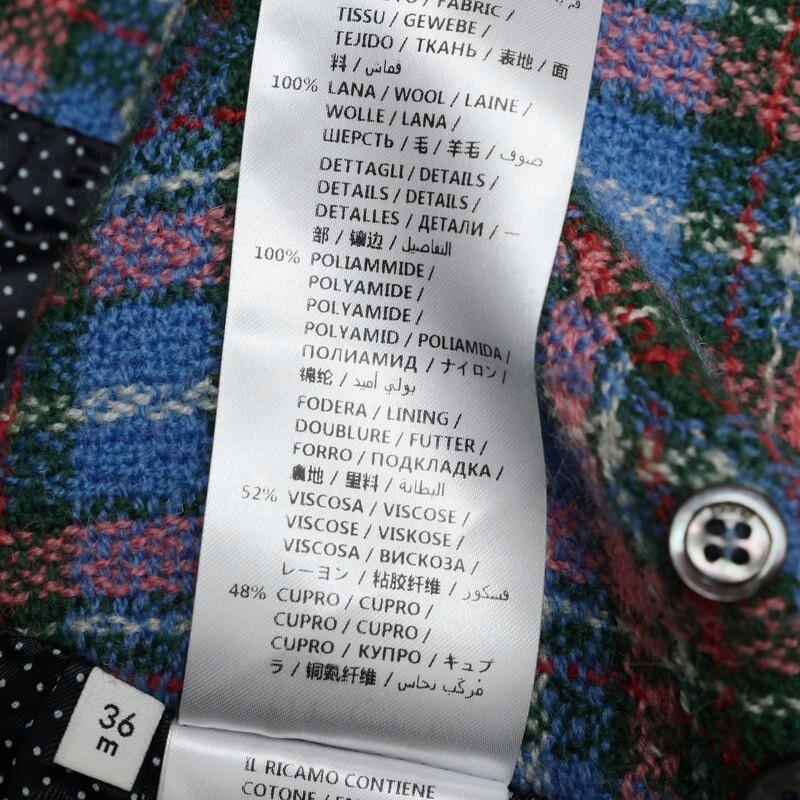 / FABRIC /
TISSU / GEWEBE /
TEJIDO / ТКАНЬ / 表地 / 面
料 / قماش
100% LANA / WOOL / LAINE /
WOLLE / LANA /
ШЕРСТЬ / 毛 / 羊毛 / صوف
DETTAGLI / DETAILS /
DETAILS / DETAILS /
DETALLES / ДЕТАЛИ / 一
部 / 镶边 / التفاصيل
100% POLIAMMIDE /
POLYAMIDE /
POLYAMIDE /
POLYAMID / POLIAMIDA /
ПОЛИАМИД / ナイロン /
锦纶 / بولي أميد
FODERA / LINING /
DOUBLURE / FUTTER /
FORRO / ПОДКЛАДКА /
裏地 / 里料 / البطانة
52% VISCOSA / VISCOSE /
VISCOSE / VISKOSE /
VISCOSA / ВИСКОЗА /
レーヨン / 粘胶纤维 / فسكوز
48% CUPRO / CUPRO /
CUPRO / CUPRO /
CUPRO / КУПРО / キュプ
ラ / 铜氨纤维 / مركب نحاس
36
m
IL RICAMO CONTIENE
COTONE /